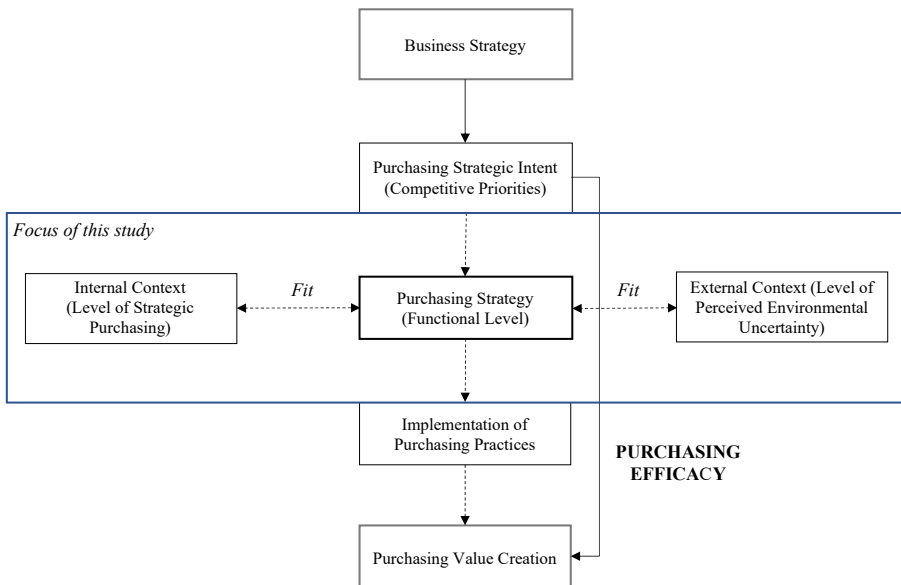 Business Strategy
Purchasing Strategic Intent
(Competitive Priorities)
Focus of this study
Internal Context
(Level of Strategic
Purchasing)
Fit
Purchasing Strategy
(Functional Level)
Fit
External Context (Level of
Perceived Environmental
Uncertainty)
Implementation of
Purchasing Practices
PURCHASING
EFFICACY
Purchasing Value Creation